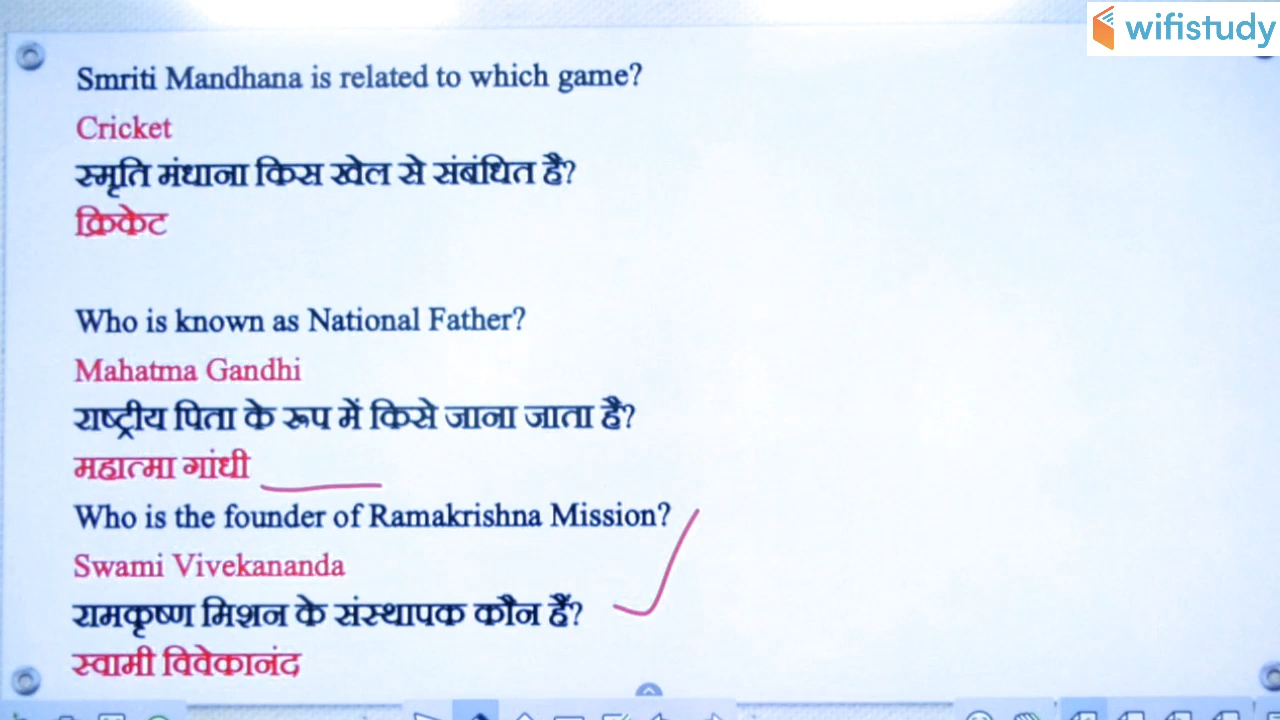 wifistudy
Smriti Mandhana is related to which game?
Cricket
स्मृति मंधाना किस खेल से संबंधित है?
क्रिकेट
Who is known as National Father?
Mahatma Gandhi
राष्ट्रीय पिता के रूप में किसे जाना जाता है?
महात्मा गांधी
Who is the founder of Ramakrishna Mission?
Swami Vivekananda
रामकृष्ण मिशन के संस्थापक कौन हैं?
स्वामी विवेकानंद